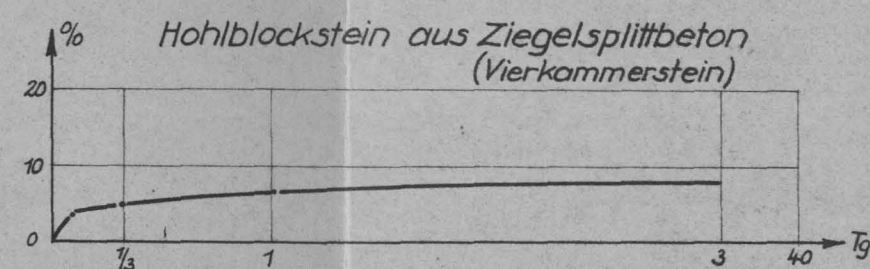 % Hohlblockstein aus Ziegelsplittbeton
(Vierkammerstein)
20
10
0
1/3 1 3 40 Tg